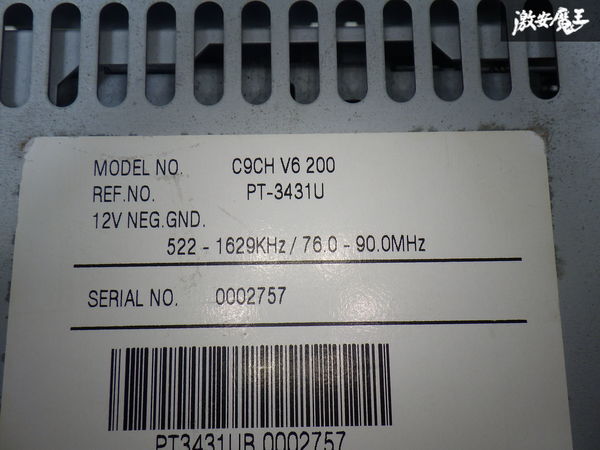 激安魔王
MODEL NO. C9CH V6 200
REF.NO. PT-3431U
12V NEG.GND.
522 - 1629KHz / 76.0 - 90.0MHz
SERIAL NO. 0002757
PT3431UB 0002757